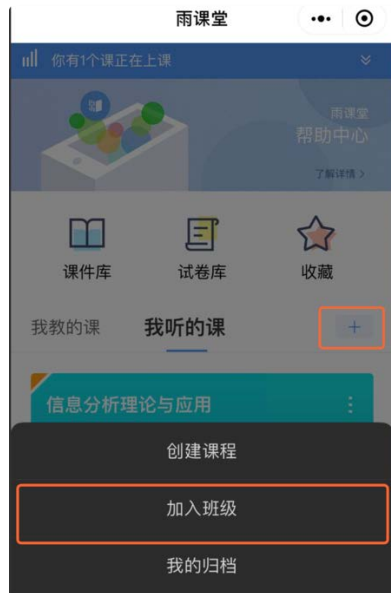 雨课堂
你有1个课正在上课
雨课堂
帮助中心
了解详情 >
课件库 试卷库 收藏
我教的课 我听的课 +
信息分析理论与应用
创建课程
加入班级
我的归档